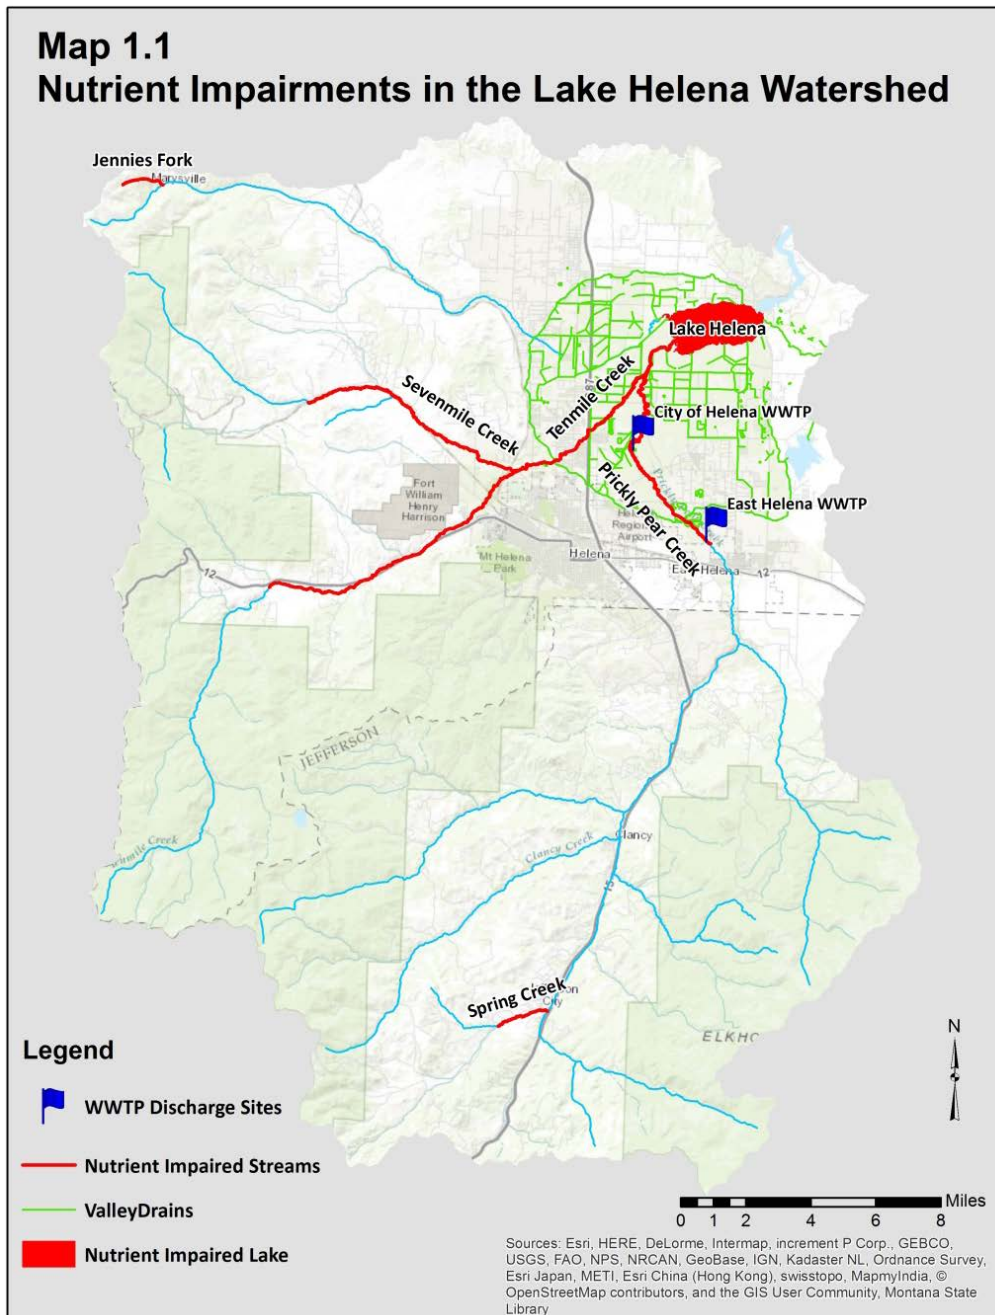 Map 1.1
Nutrient Impairments in the Lake Helena Watershed
Jennies Fork
Marysville
Lake Helena
87
Sevenmile Creek
Tenmile Creek
City of Helena WWTP
Fort
William
Henry
Harrison
Prickly Pear Creek
East Helena WWTP
Regional
Airport
Helena
Mt Helena
Park
12
12
JEFFERSON
Clancy Creek
Clancy
15
Spring Creek
City
ELKHO
N
Legend
WWTP Discharge Sites
Nutrient Impaired Streams
ValleyDrains
Nutrient Impaired Lake
Miles
0 1 2 4 6 8
Sources: Esri, HERE, DeLorme, Intermap, increment P Corp., GEBCO,
USGS, FAO, NPS, NRCAN, GeoBase, IGN, Kadaster NL, Ordnance Survey,
Esri Japan, METI, Esri China (Hong Kong), swisstopo, MapmyIndia, ©
OpenStreetMap contributors, and the GIS User Community, Montana State
Library